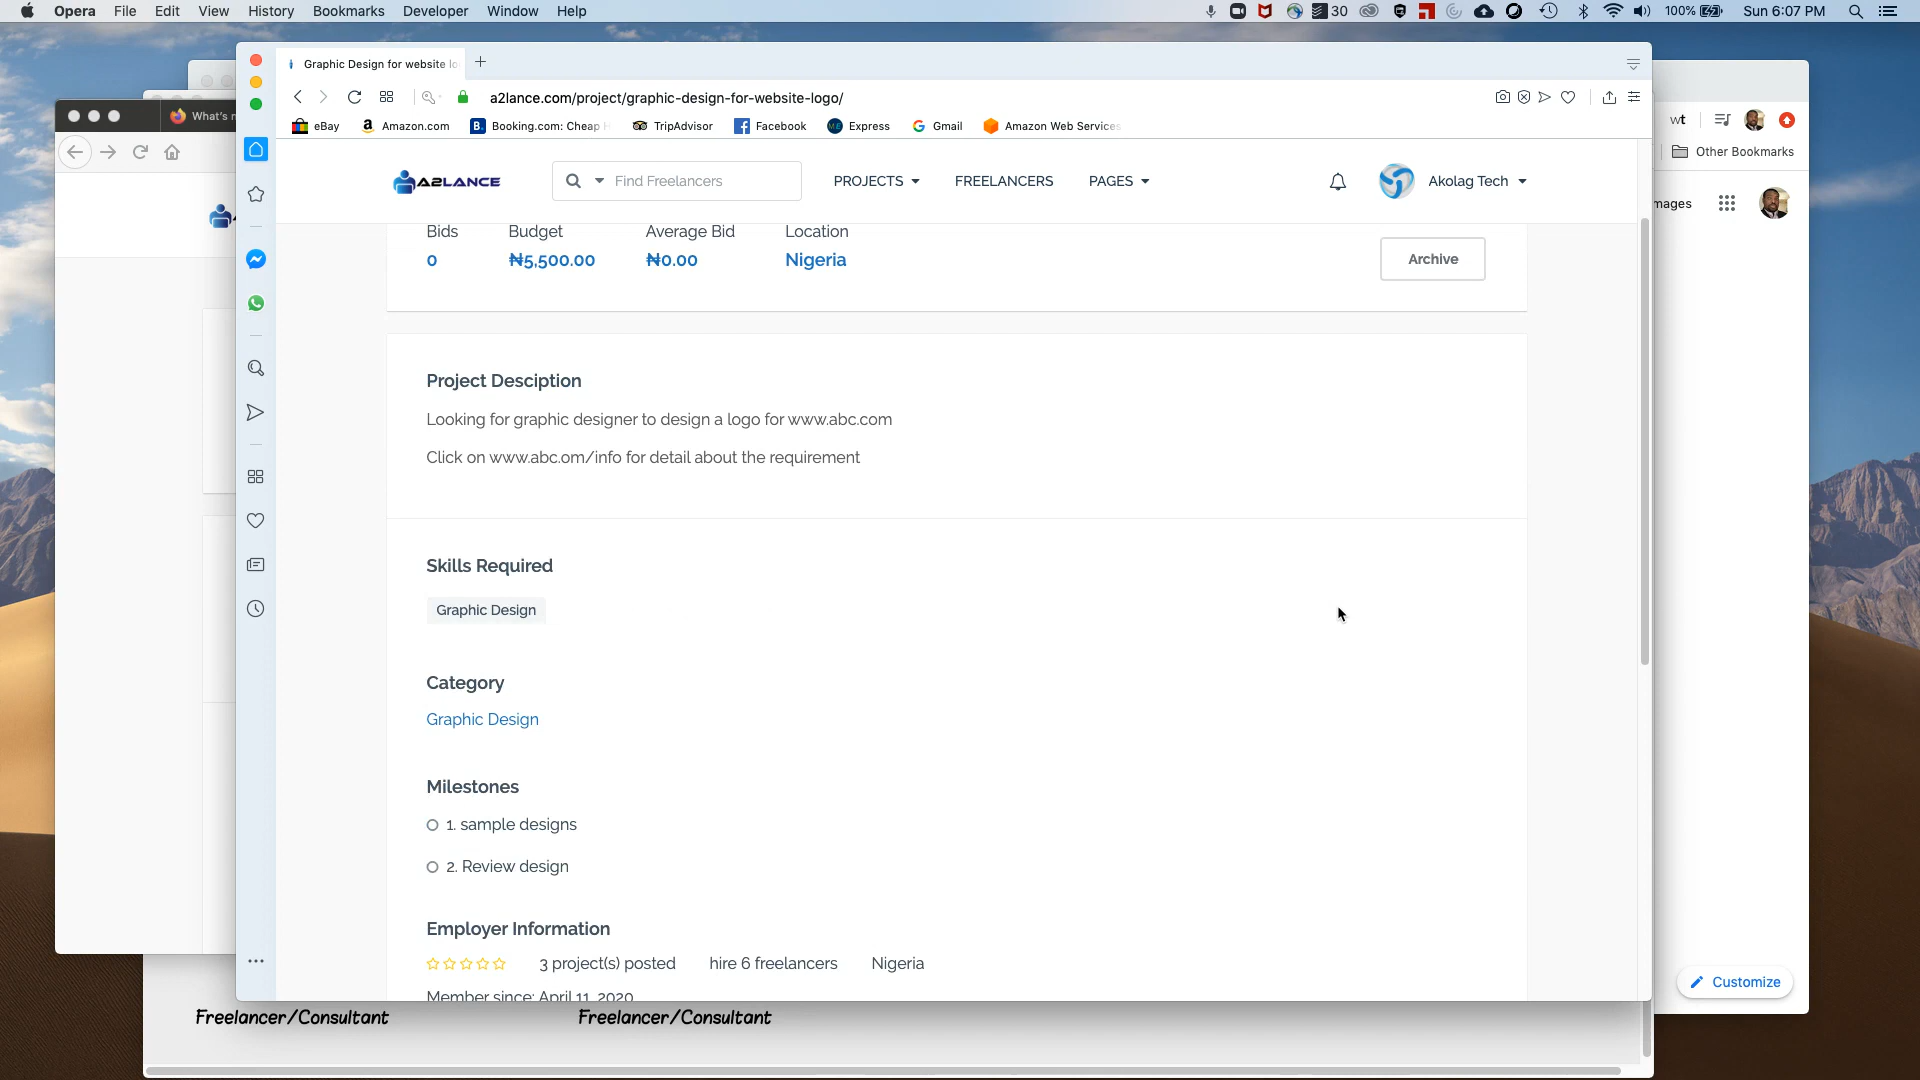 Opera File Edit View History Bookmarks Developer Window Help 30 100% Sun 6:07 PM
Graphic Design for website lo
What's n
a2lance.com/project/graphic-design-for-website-logo/
eBay Amazon.com Booking.com: Cheap H TripAdvisor Facebook Express Gmail Amazon Web Services
wt
Other Bookmarks
A2LANCE Find Freelancers PROJECTS FREELANCERS PAGES Akolag Tech
mages
Bids Budget Average Bid Location
0 ₦5,500.00 ₦0.00 Nigeria
Archive
Project Desciption
Looking for graphic designer to design a logo for www.abc.com
Click on www.abc.om/info for detail about the requirement
Skills Required
Graphic Design
Category
Graphic Design
Milestones
1. sample designs
2. Review design
Employer Information
3 project(s) posted hire 6 freelancers Nigeria
Member since: April 11, 2020
Customize
Freelancer/Consultant Freelancer/Consultant